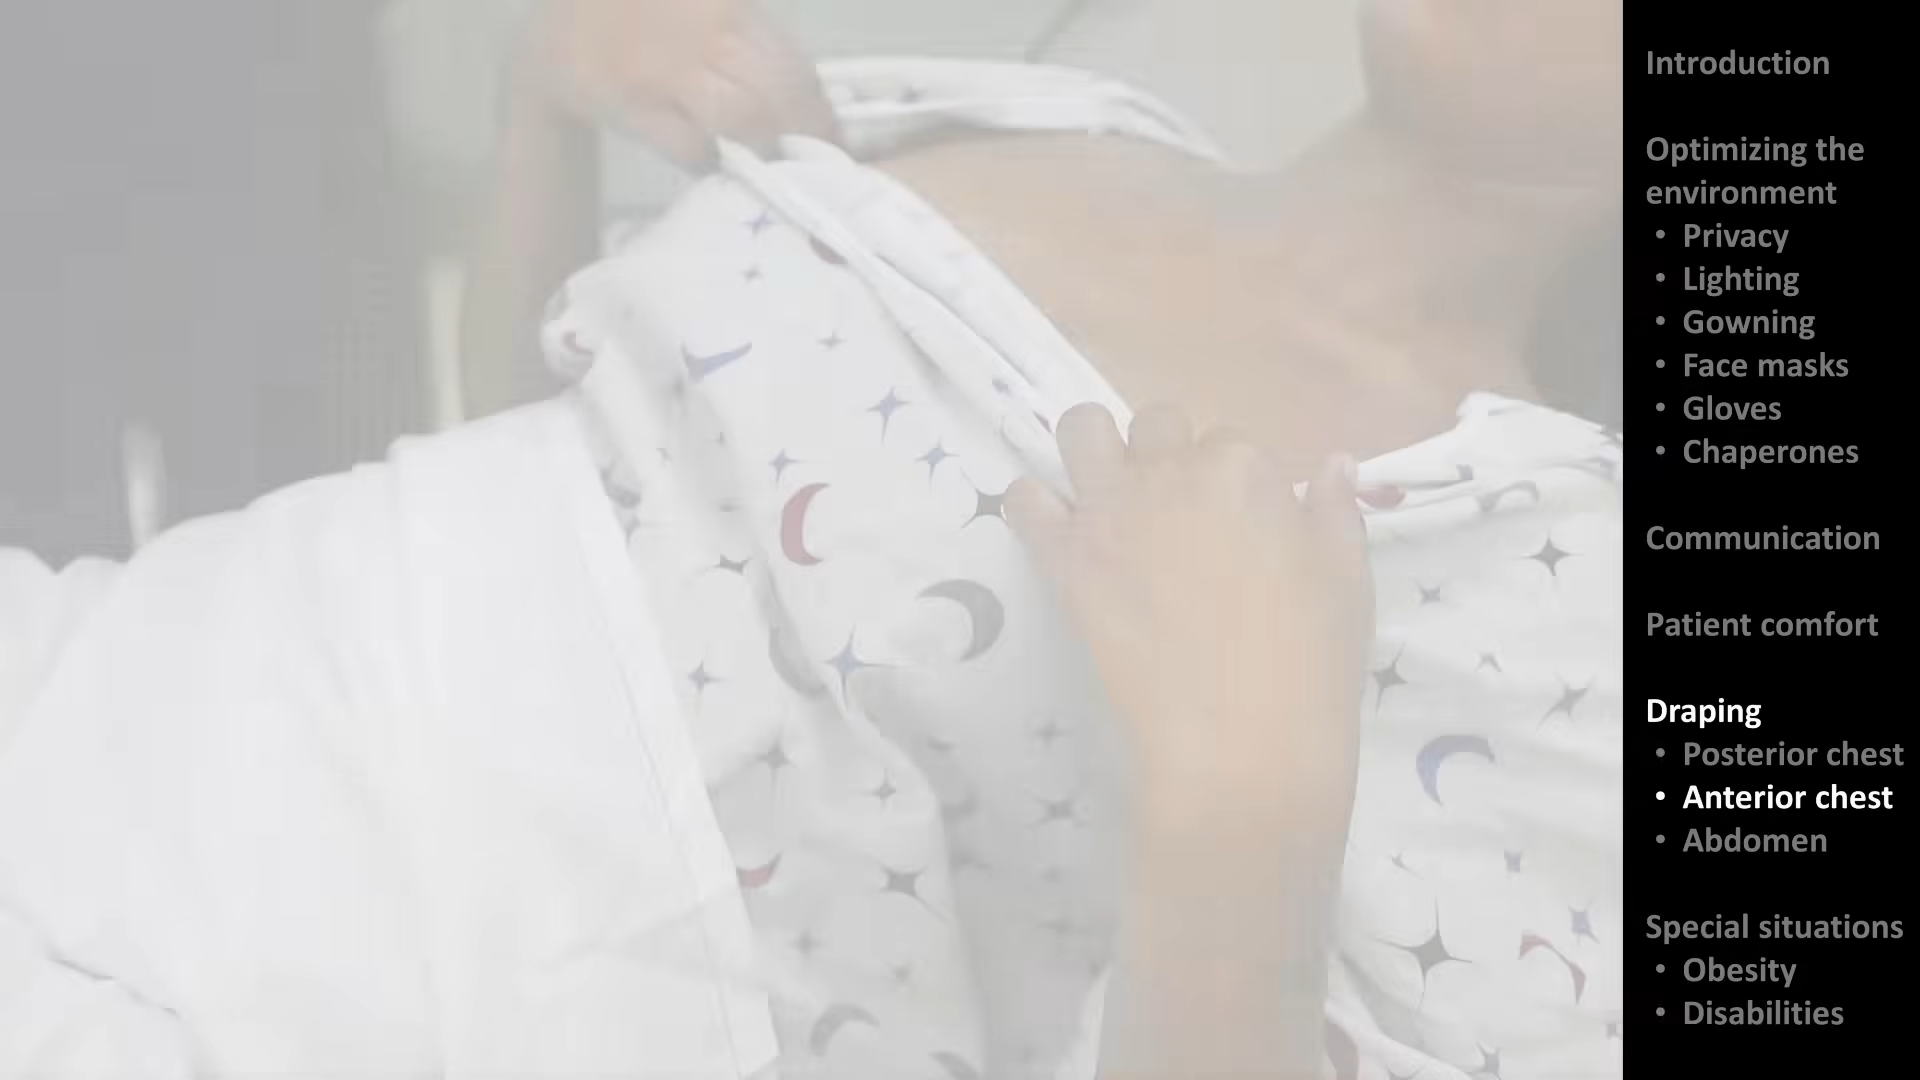 Introduction
Optimizing the
environment
• Privacy
• Lighting
• Gowning
• Face masks
• Gloves
• Chaperones
Communication
Patient comfort
Draping
• Posterior chest
• Anterior chest
• Abdomen
Special situations
• Obesity
• Disabilities